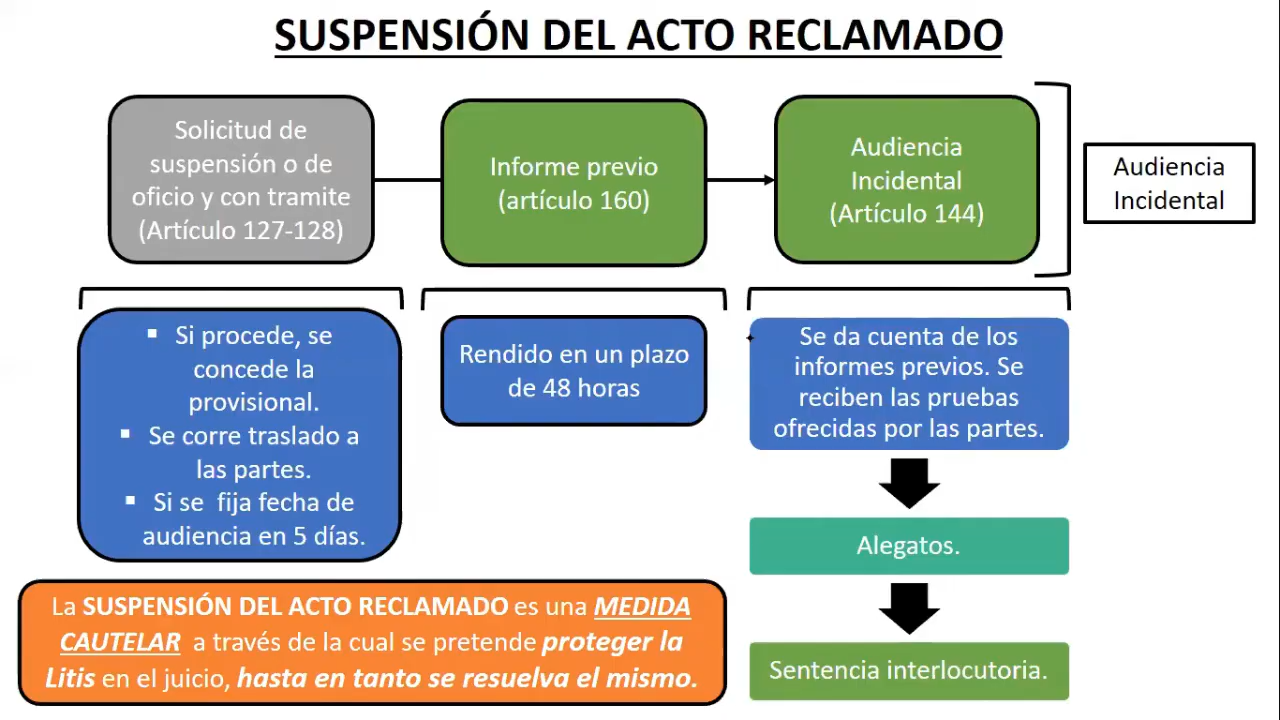 SUSPENSIÓN DEL ACTO RECLAMADO
Solicitud de
suspensión o de
oficio y con tramite
(Artículo 127-128)
Informe previo
(artículo 160)
Audiencia
Incidental
(Artículo 144)
Audiencia
Incidental
▪ Si procede, se
concede la
provisional.
▪ Se corre traslado a
las partes.
▪ Si se fija fecha de
audiencia en 5 días.
Rendido en un plazo
de 48 horas
Se da cuenta de los
informes previos. Se
reciben las pruebas
ofrecidas por las partes.
Alegatos.
Sentencia interlocutoria.
La SUSPENSIÓN DEL ACTO RECLAMADO es una MEDIDA
CAUTELAR a través de la cual se pretende proteger la
Litis en el juicio, hasta en tanto se resuelva el mismo.